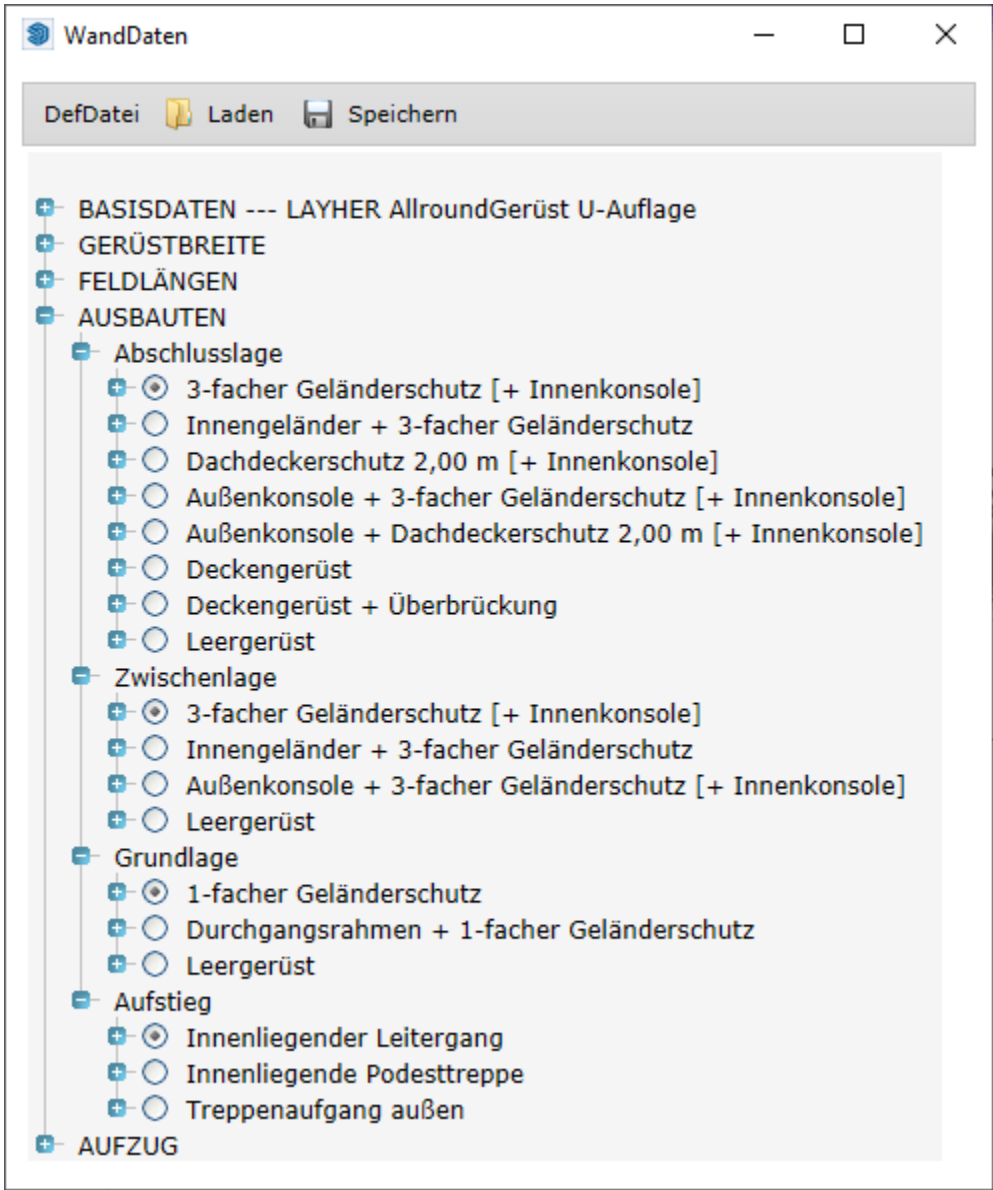 WandDaten
DefDatei Laden Speichern
BASISDATEN --- LAYHER AllroundGerüst U-Auflage
GERÜSTBREITE
FELDLÄNGEN
AUSBAUTEN
Abschlusslage
3-facher Geländerschutz [+ Innenkonsole]
Innengeländer + 3-facher Geländerschutz
Dachdeckerschutz 2,00 m [+ Innenkonsole]
Außenkonsole + 3-facher Geländerschutz [+ Innenkonsole]
Außenkonsole + Dachdeckerschutz 2,00 m [+ Innenkonsole]
Deckengerüst
Deckengerüst + Überbrückung
Leergerüst
Zwischenlage
3-facher Geländerschutz [+ Innenkonsole]
Innengeländer + 3-facher Geländerschutz
Außenkonsole + 3-facher Geländerschutz [+ Innenkonsole]
Leergerüst
Grundlage
1-facher Geländerschutz
Durchgangsrahmen + 1-facher Geländerschutz
Leergerüst
Aufstieg
Innenliegender Leitergang
Innenliegende Podesttreppe
Treppenaufgang außen
AUFZUG